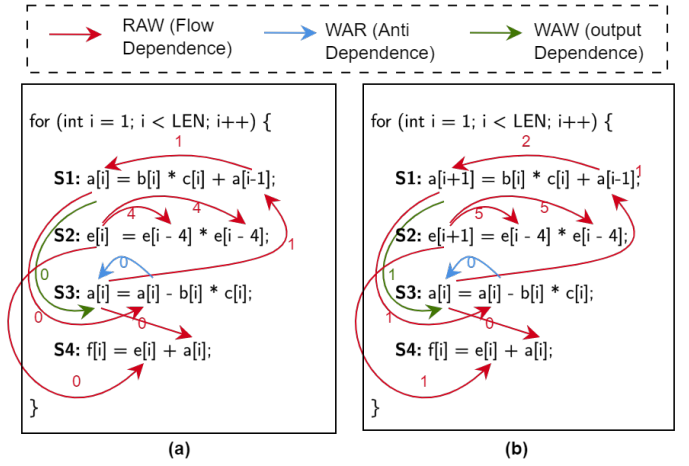 RAW (Flow
Dependence)
WAR (Anti
Dependence)
WAW (output
Dependence)
for (int i = 1; i < LEN; i++) {
1
S1: a[i] = b[i] * c[i] + a[i-1];
4
4
S2: e[i] = e[i - 4] * e[i - 4];
1
0
0
S3: a[i] = a[i] - b[i] * c[i];
0
0
S4: f[i] = e[i] + a[i];
0
}
(a)
for (int i = 1; i < LEN; i++) {
2
1
S1: a[i+1] = b[i] * c[i] + a[i-1];
5
5
S2: e[i+1] = e[i - 4] * e[i - 4];
0
1
S3: a[i] = a[i] - b[i] * c[i];
1
0
S4: f[i] = e[i] + a[i];
1
}
(b)